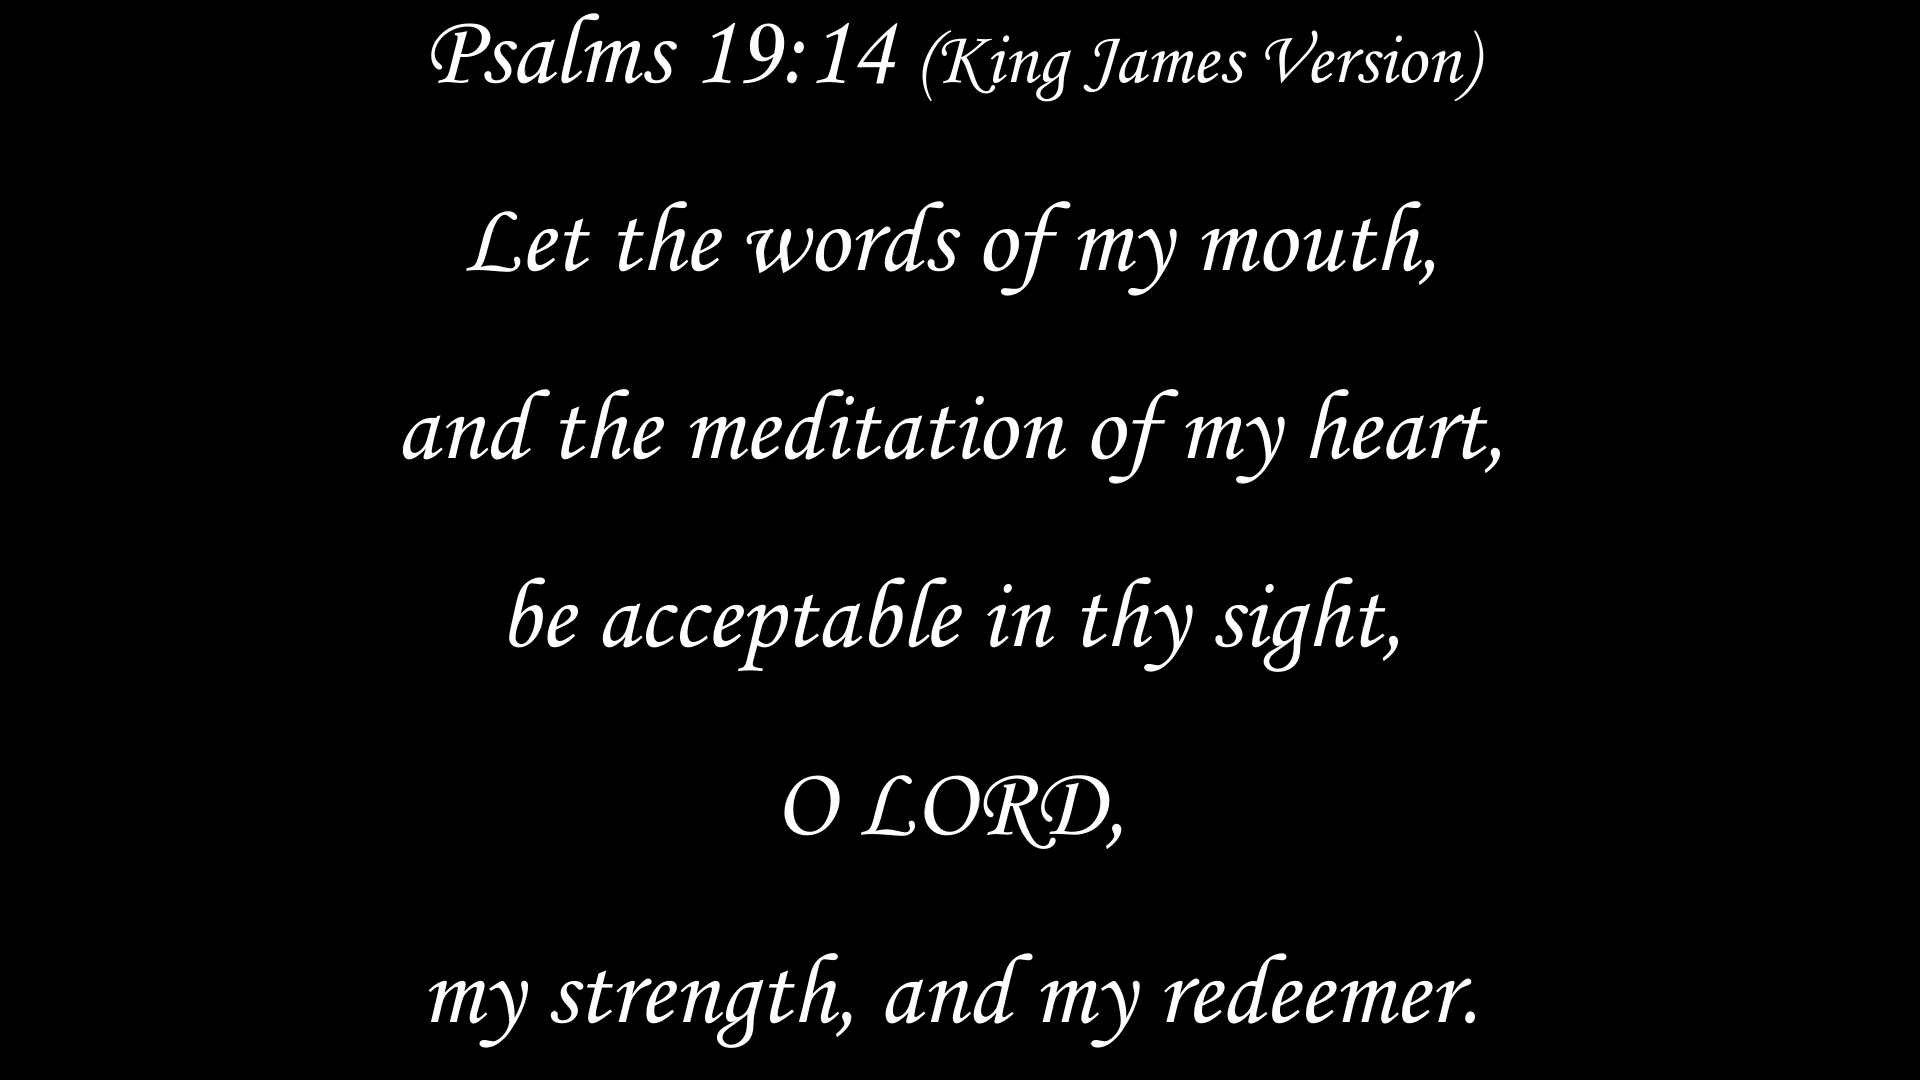 Psalms 19:14 (King James Version)
Let the words of my mouth,
and the meditation of my heart,
be acceptable in thy sight,
O LORD,
my strength, and my redeemer.